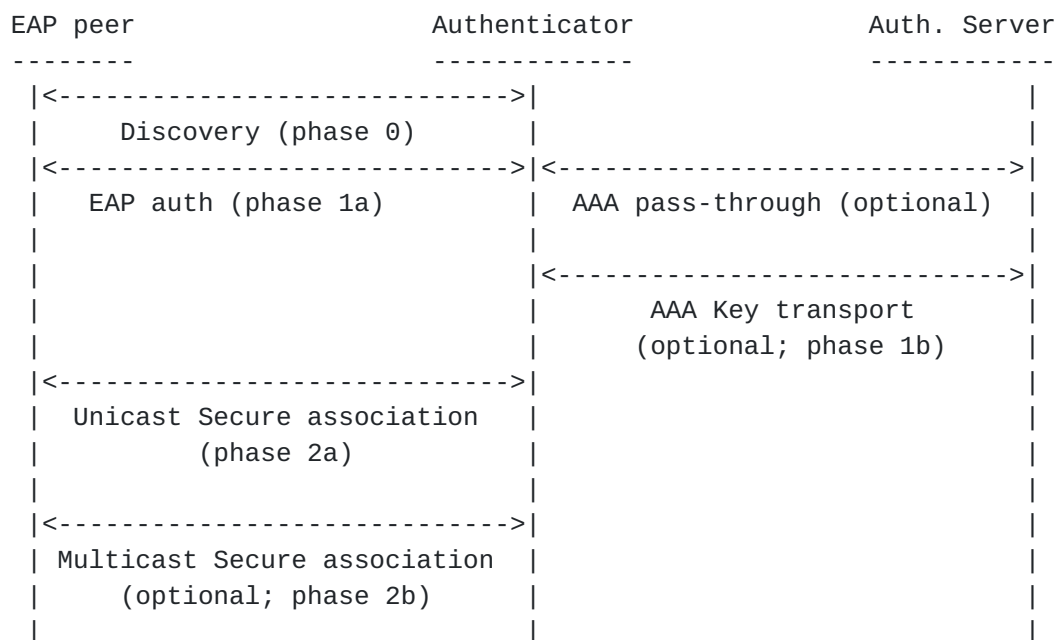 EAP peer                   Authenticator               Auth. Server
--------                   -------------               ------------
 |<----------------------------->|                               |
 |     Discovery (phase 0)       |                               |
 |<----------------------------->|<----------------------------->|
 |   EAP auth (phase 1a)         |  AAA pass-through (optional)  |
 |                               |                               |
 |                               |<----------------------------->|
 |                               |       AAA Key transport       |
 |                               |      (optional; phase 1b)     |
 |<----------------------------->|                               |
 |  Unicast Secure association   |                               |
 |          (phase 2a)           |                               |
 |                               |                               |
 |<----------------------------->|                               |
 | Multicast Secure association  |                               |
 |     (optional; phase 2b)      |                               |
 |                               |                               |